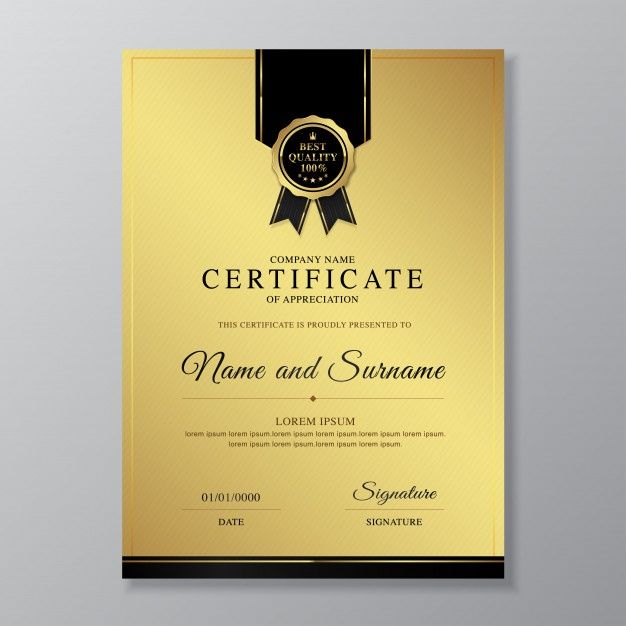 BEST
QUALITY
100%
COMPANY NAME
CERTIFICATE
OF APPRECIATION
THIS CERTIFICATE IS PROUDLY PRESENTED TO
Name and Surname
LOREM IPSUM
lorem ipsum lorem ipsum.lorem ipsum lorem ipsum.lorem ipsum lorem ipsum.
lorem ipsum lorem ipsum.lorem ipsum.
01/01/0000
Signature
DATE
SIGNATURE